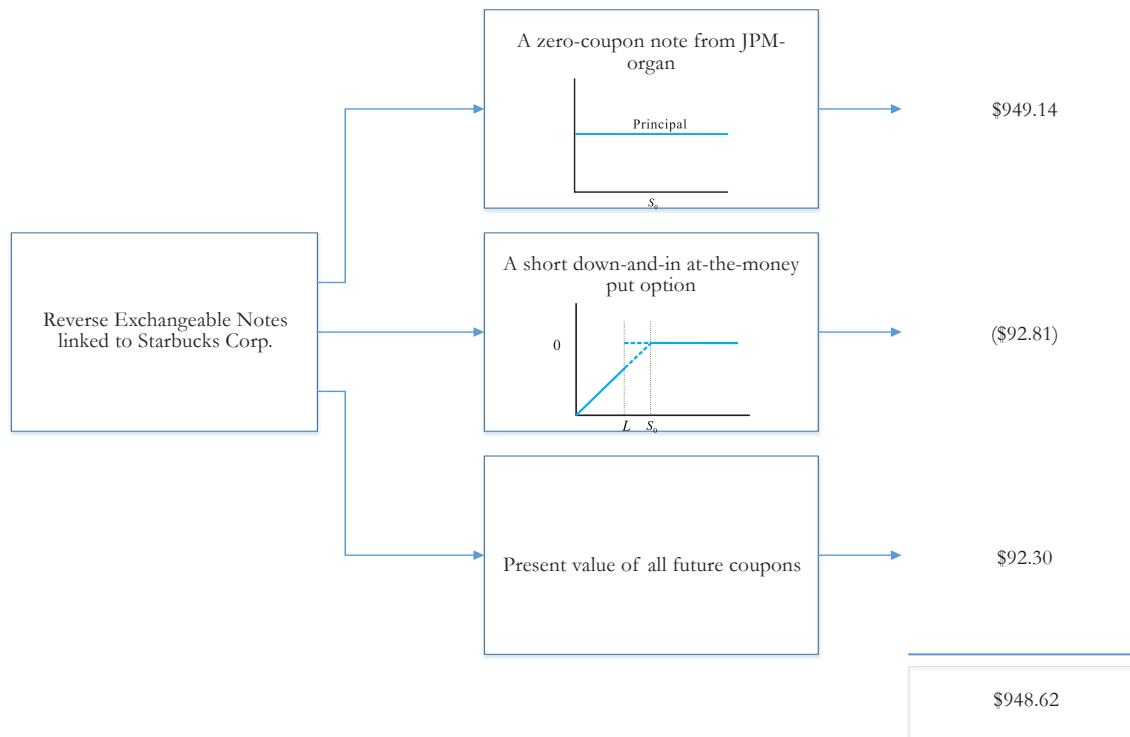 Reverse Exchangeable Notes
linked to Starbucks Corp.
A zero-coupon note from JPM-
organ
Principal
S₀
$949.14
A short down-and-in at-the-money
put option
0
L S₀
($92.81)
Present value of all future coupons
$92.30
$948.62